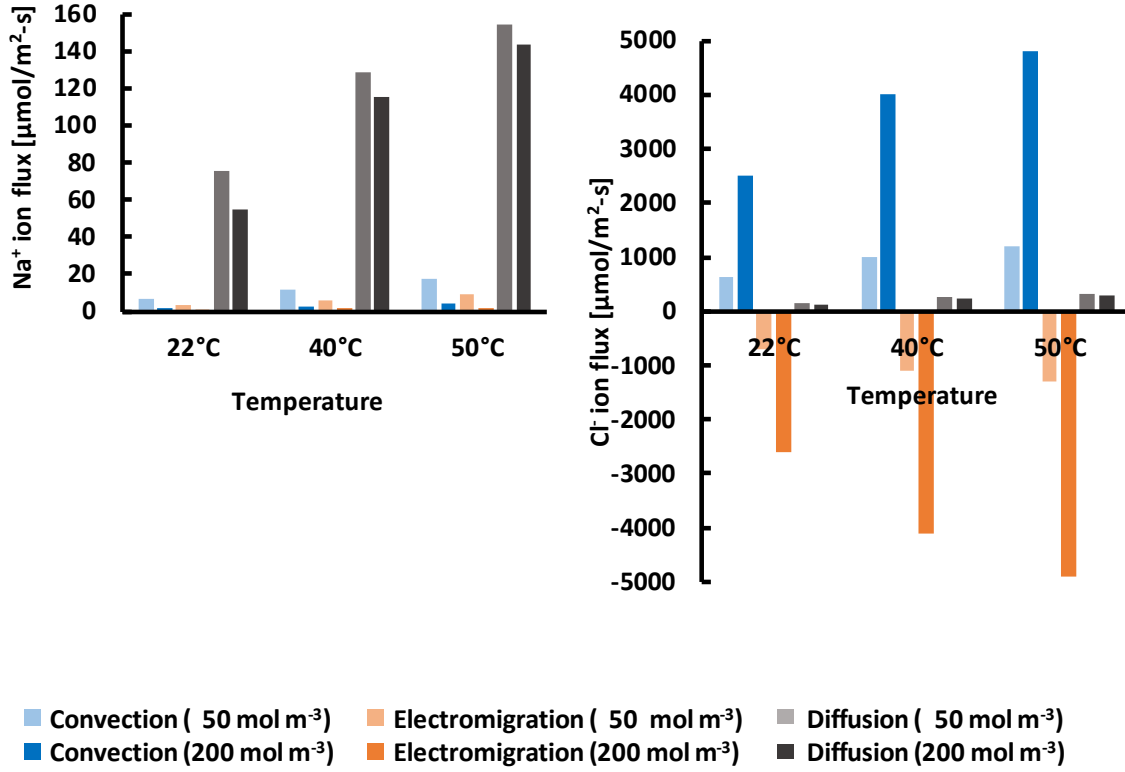 Na⁺ ion flux [µmol/m²-s]
160
140
120
100
80
60
40
20
0
22°C 40°C 50°C
Temperature
Cl⁻ ion flux [µmol/m²-s]
5000
4000
3000
2000
1000
0
-1000
-2000
-3000
-4000
-5000
22°C 40°C 50°C
Temperature
Convection ( 50 mol m⁻³) Electromigration ( 50 mol m⁻³) Diffusion ( 50 mol m⁻³)
Convection (200 mol m⁻³) Electromigration (200 mol m⁻³) Diffusion (200 mol m⁻³)